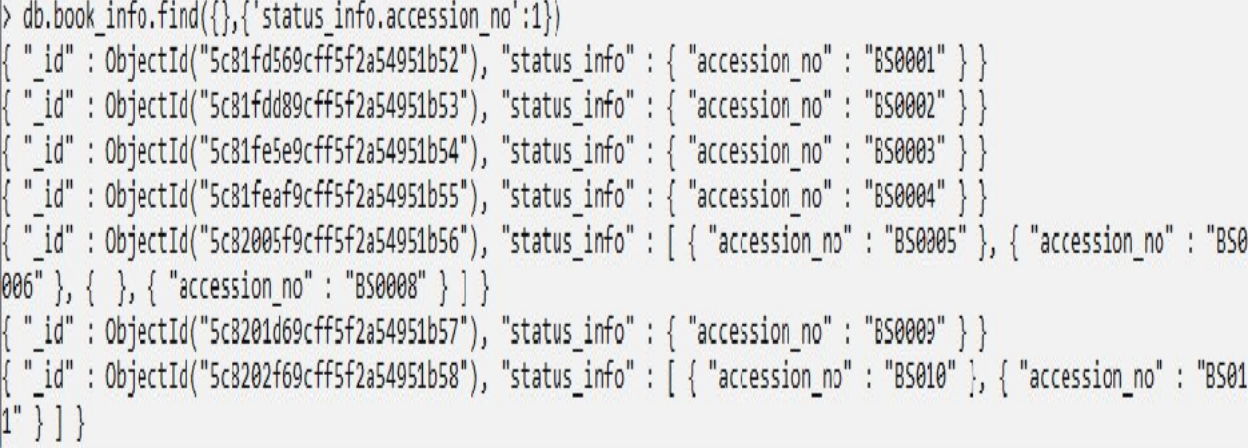 > db.book_info.find({},{'status_info.accession_no':1})
{ "_id" : ObjectId("5c81fd569cff5f2a54951b52"), "status_info" : { "accession_no" : "BS0001" } }
{ "_id" : ObjectId("5c81fdd89cff5f2a54951b53"), "status_info" : { "accession_no" : "BS0002" } }
{ "_id" : ObjectId("5c81fe5e9cff5f2a54951b54"), "status_info" : { "accession_no" : "BS0003" } }
{ "_id" : ObjectId("5c81feaf9cff5f2a54951b55"), "status_info" : { "accession_no" : "BS0004" } }
{ "_id" : ObjectId("5c82005f9cff5f2a54951b56"), "status_info" : [ { "accession_no" : "BS0005" }, { "accession_no" : "BS0
006" }, {  }, { "accession_no" : "BS0008" } ] }
{ "_id" : ObjectId("5c8201d69cff5f2a54951b57"), "status_info" : { "accession_no" : "BS0009" } }
{ "_id" : ObjectId("5c8202f69cff5f2a54951b58"), "status_info" : [ { "accession_no" : "BS010" }, { "accession_no" : "BS01
1" } ] }